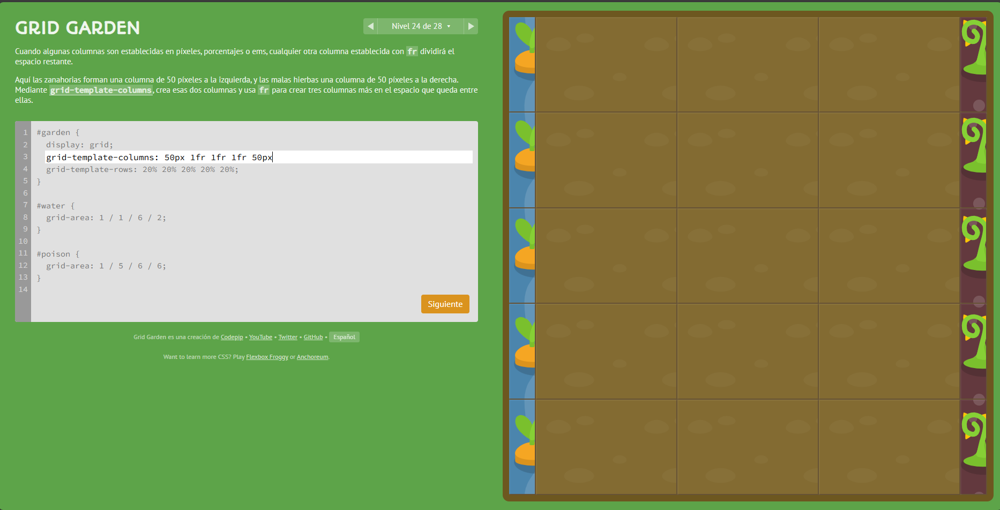 GRID GARDEN
◀ Nivel 24 de 28 ▾ ▶
Cuando algunas columnas son establecidas en píxeles, porcentajes o ems, cualquier otra columna establecida con fr dividirá el
espacio restante.
Aquí las zanahorias forman una columna de 50 píxeles a la izquierda, y las malas hierbas una columna de 50 píxeles a la derecha.
Mediante grid-template-columns, crea esas dos columnas y usa fr para crear tres columnas más en el espacio que queda entre
ellas.
1 #garden {
2 display: grid;
3 grid-template-columns: 50px 1fr 1fr 1fr 50px
4 grid-template-rows: 20% 20% 20% 20% 20%;
5 }
6
7 #water {
8 grid-area: 1 / 1 / 6 / 2;
9 }
10
11 #poison {
12 grid-area: 1 / 5 / 6 / 6;
13 }
14
Siguiente
Grid Garden es una creación de Codepip • YouTube • Twitter • GitHub • Español
Want to learn more CSS? Play Flexbox Froggy or Anchoreum.